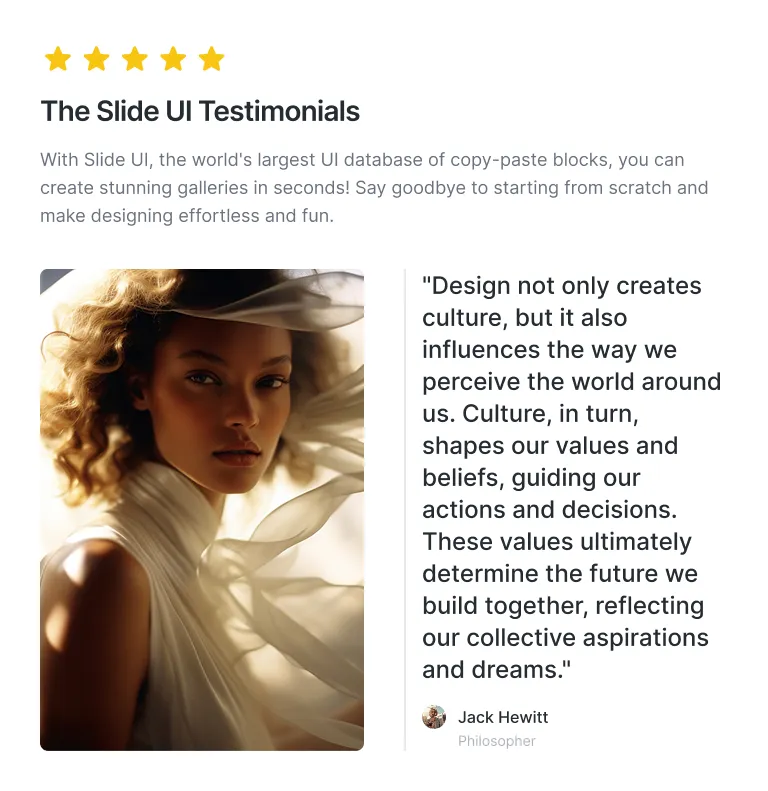 The Slide UI Testimonials
With Slide UI, the world's largest UI database of copy-paste blocks, you can
create stunning galleries in seconds! Say goodbye to starting from scratch and
make designing effortless and fun.
"Design not only creates
culture, but it also
influences the way we
perceive the world around
us. Culture, in turn,
shapes our values and
beliefs, guiding our
actions and decisions.
These values ultimately
determine the future we
build together, reflecting
our collective aspirations
and dreams."
Jack Hewitt
Philosopher